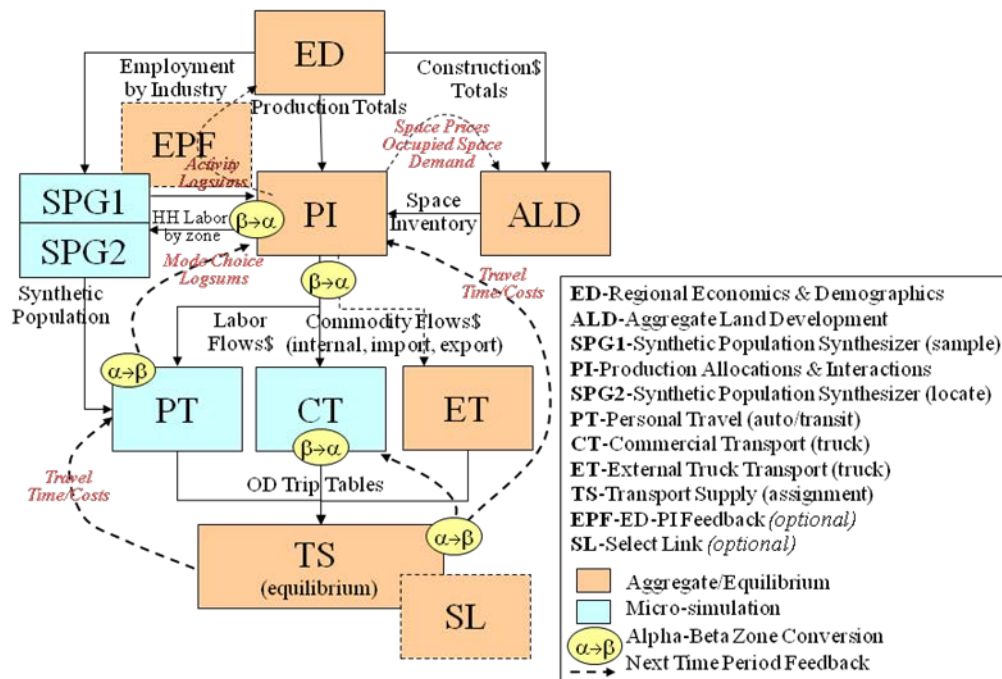 ED
Employment
by Industry
Construction$
Totals
Production Totals
EPF
Space Prices
Occupied Space
Demand
Activity
Logsums
SPG1
PI
ALD
Space
Inventory
β→α
HH Labor
by zone
SPG2
Mode Choice
Logsums
Travel
Time/Costs
β→α
Synthetic
Population
Labor
Flows$
Commodity Flows$
(internal, import, export)
α→β
PT
CT
ET
β→α
Travel
Time/Costs
OD Trip Tables
α→β
TS
(equilibrium)
SL
ED-Regional Economics & Demographics
ALD-Aggregate Land Development
SPG1-Synthetic Population Synthesizer (sample)
PI-Production Allocations & Interactions
SPG2-Synthetic Population Synthesizer (locate)
PT-Personal Travel (auto/transit)
CT-Commercial Transport (truck)
ET-External Truck Transport (truck)
TS-Transport Supply (assignment)
EPF-ED-PI Feedback (optional)
SL-Select Link (optional)
Aggregate/Equilibrium
Micro-simulation
α→β Alpha-Beta Zone Conversion
Next Time Period Feedback